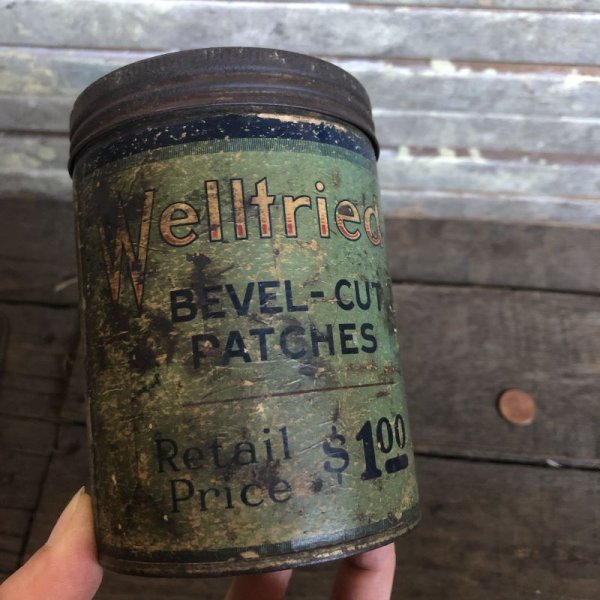 Welltried
BEVEL-CUT
PATCHES
Retail
Price $1.00